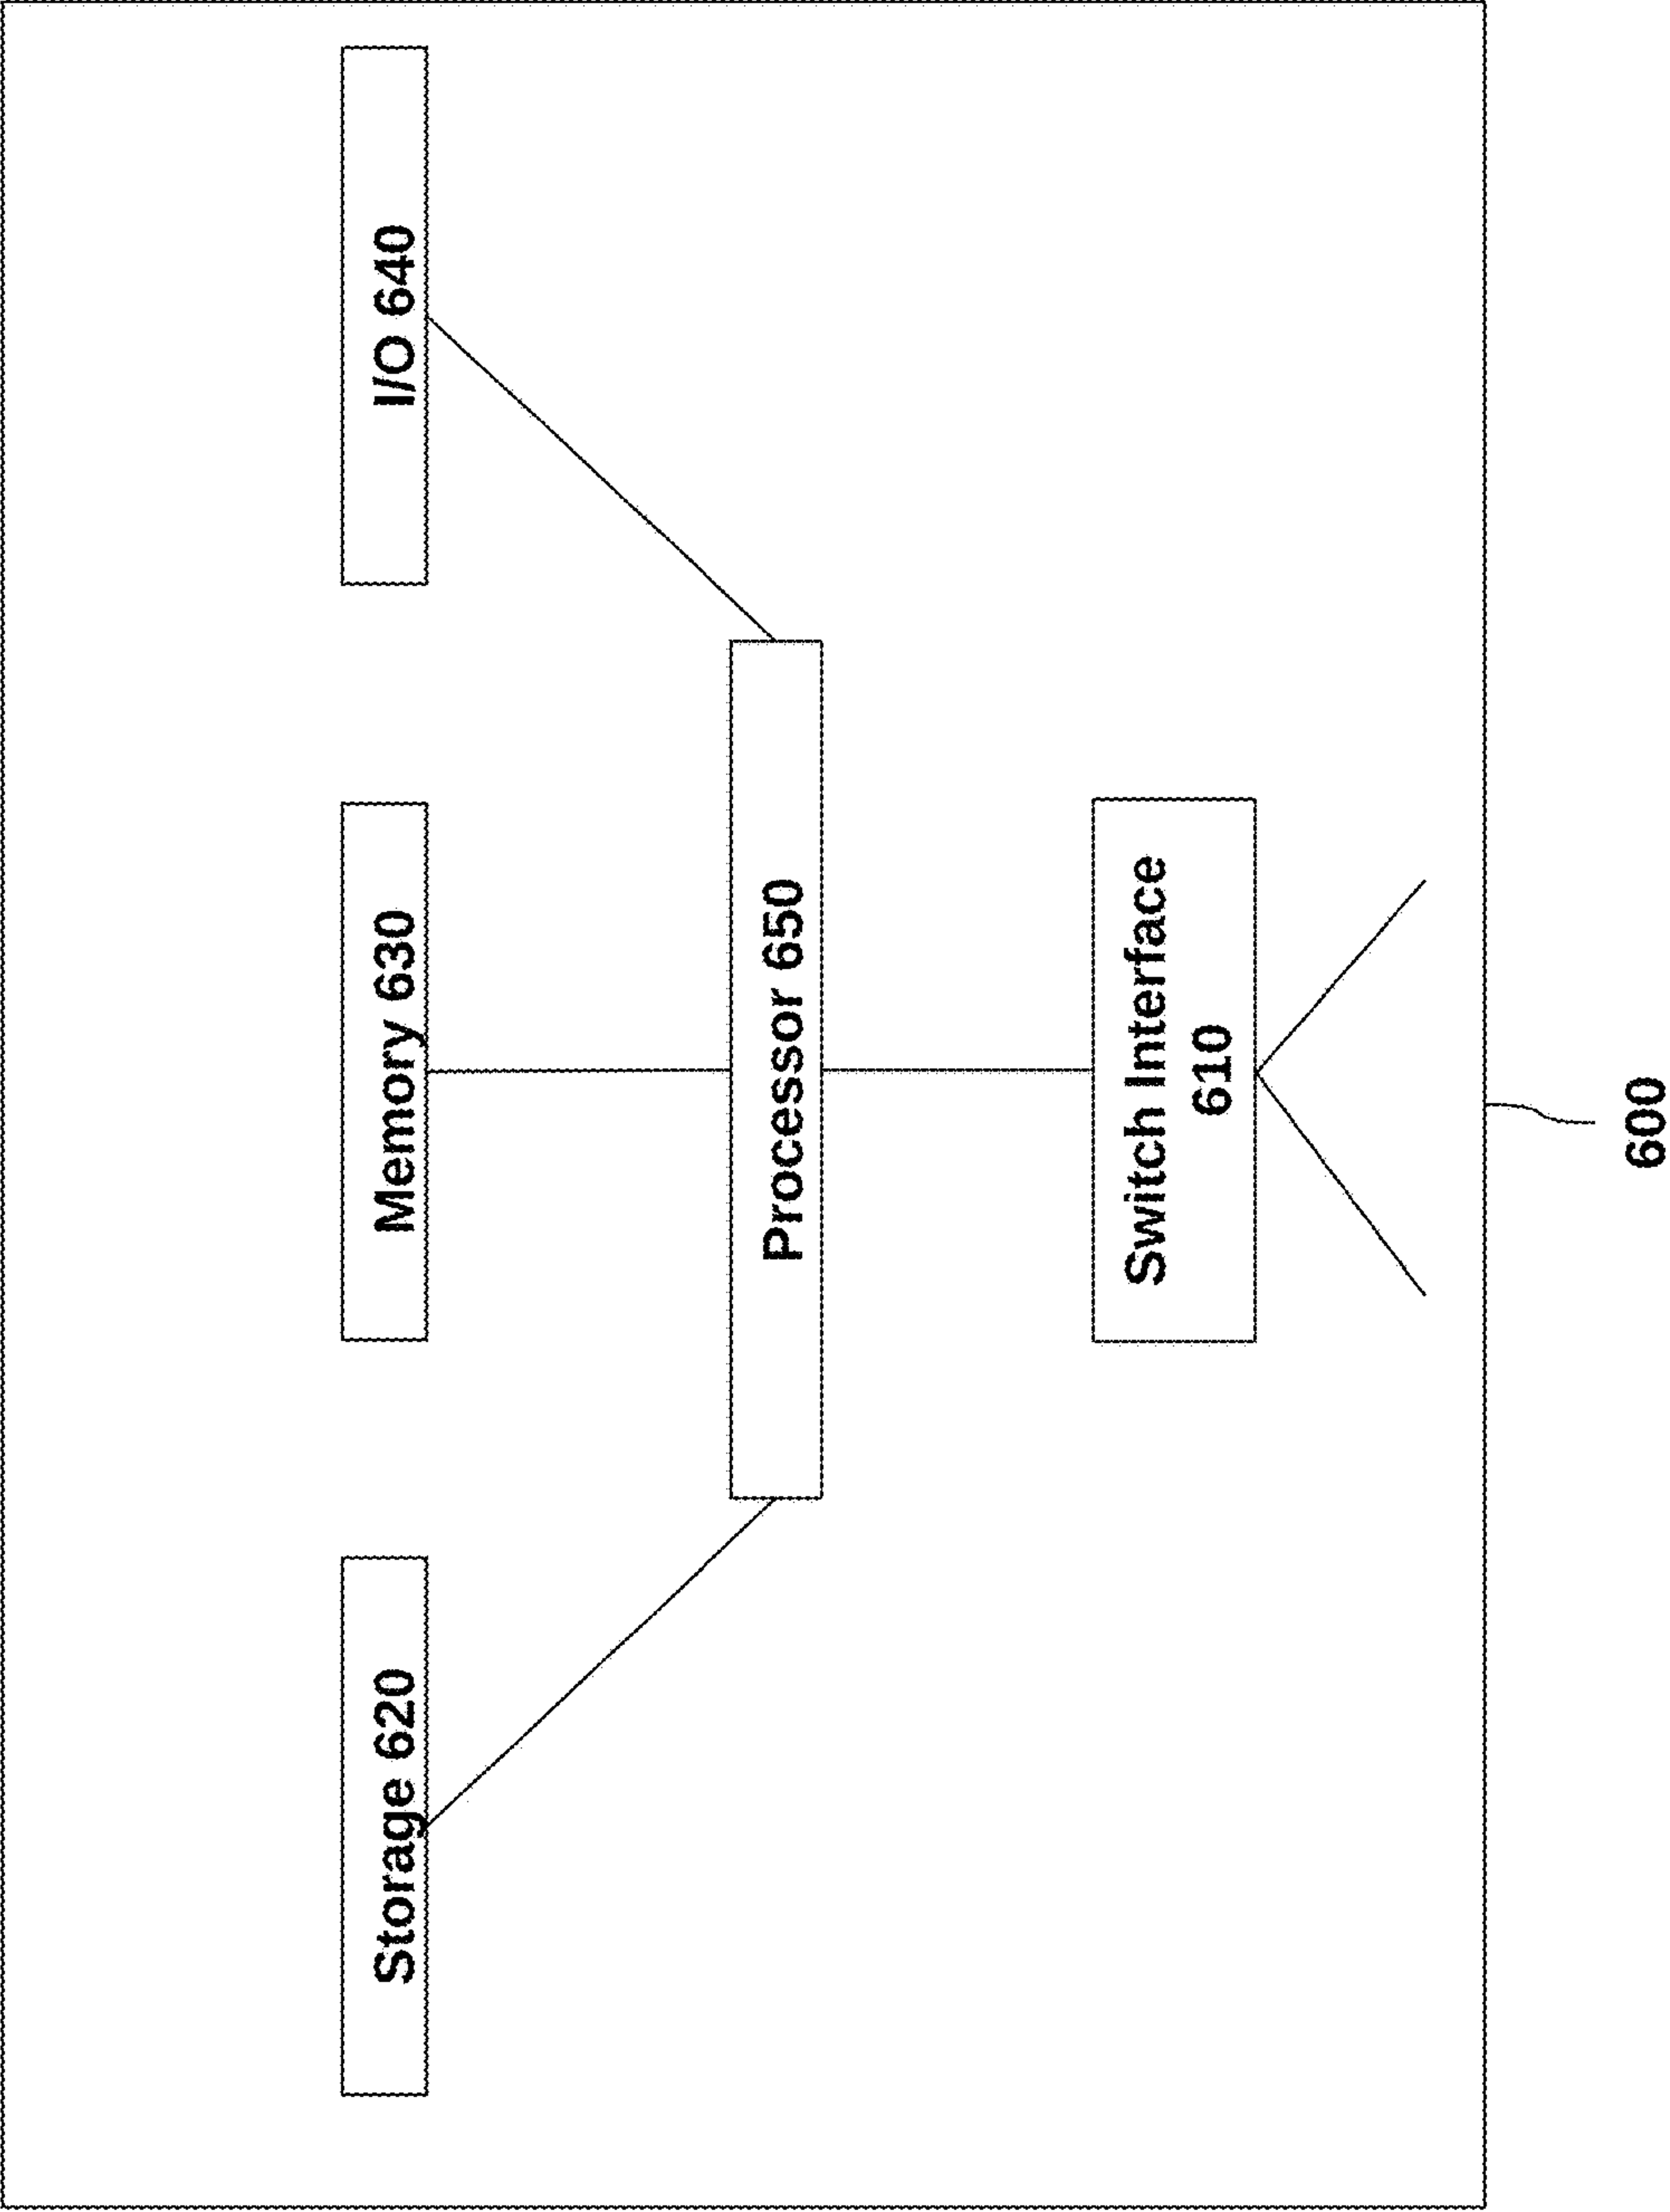 Storage 620
Memory 630
I/O 640
Processor 650
Switch Interface
610
600